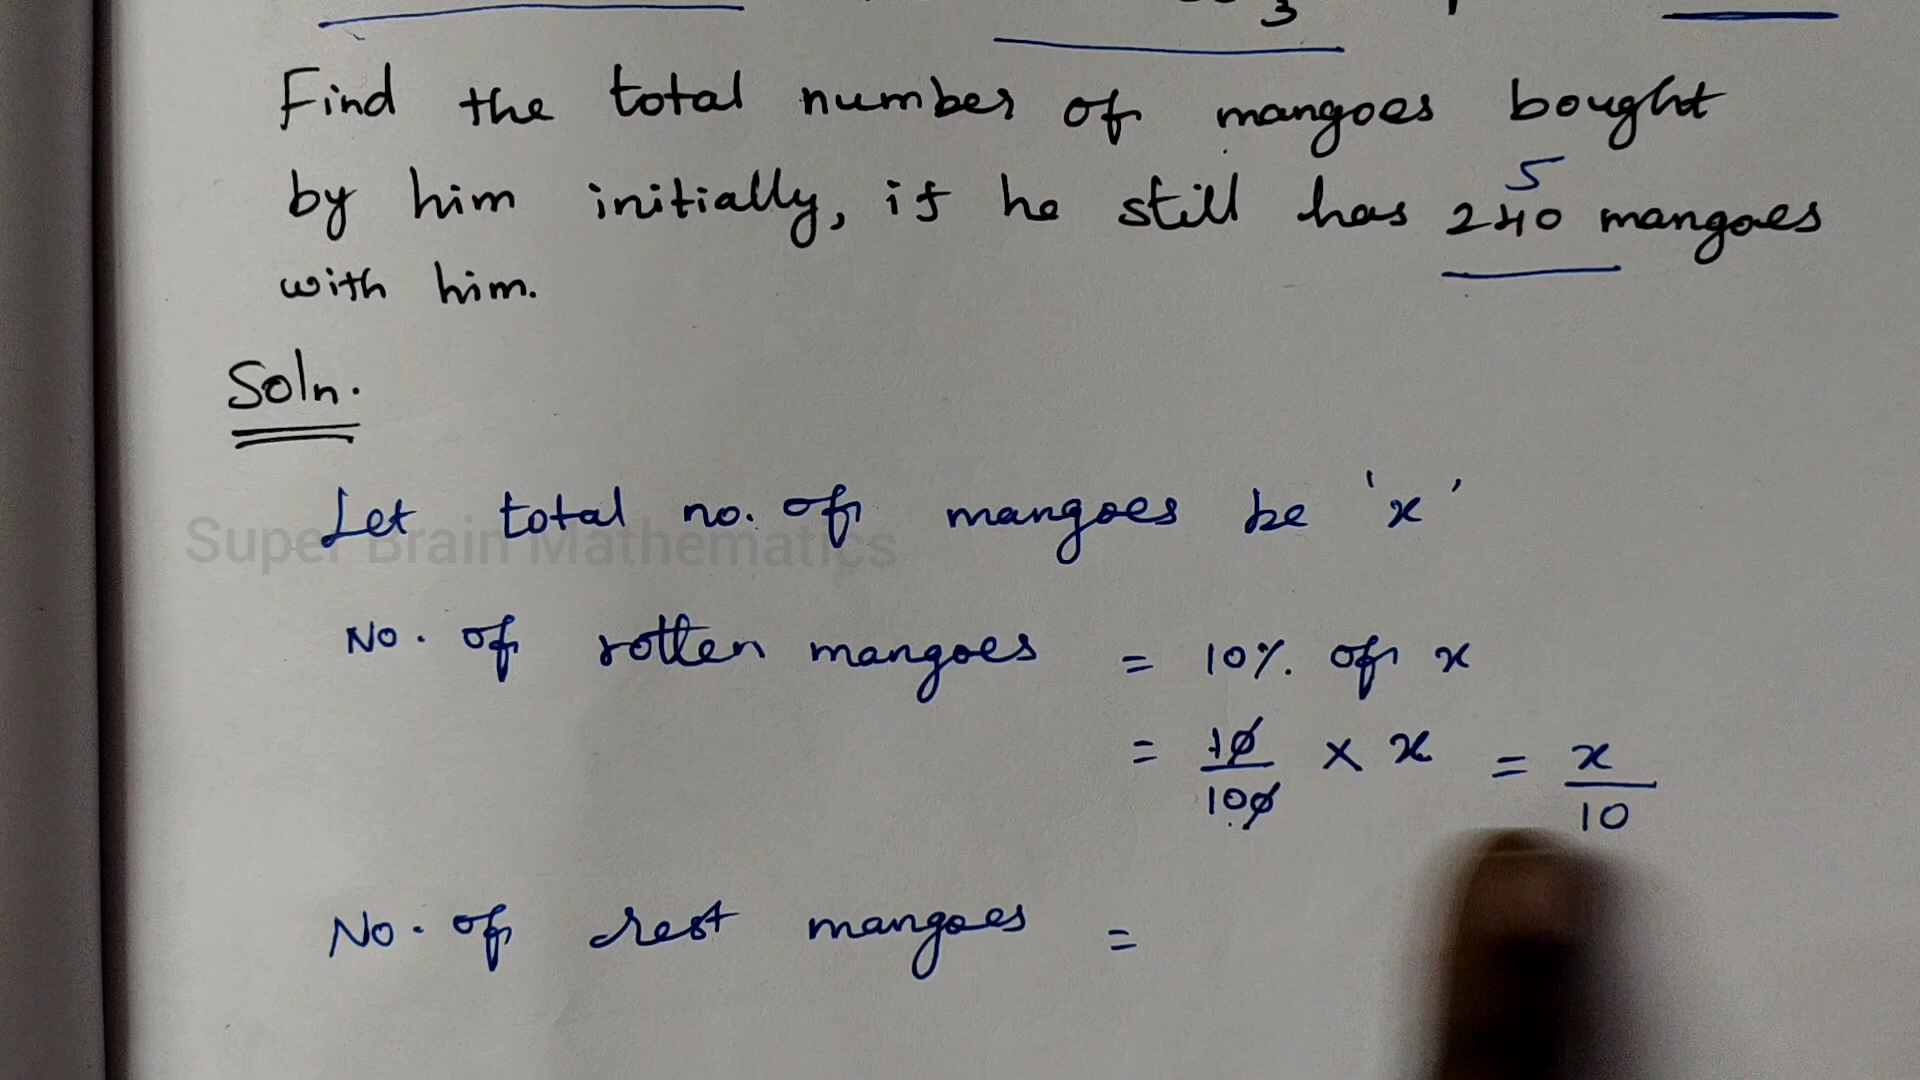 3
Find the total number of mangoes bought
by him initially, if he still has 240 mangoes
5
with him.
Soln.
Let total no. of mangoes be 'x'
Super Brain Mathematics
No. of rotten mangoes = 10% of x
= 10/100 × x = x/10
No. of rest mangoes =